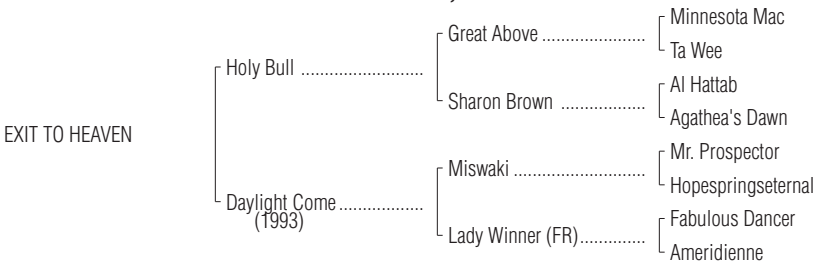 Minnesota Mac
Great Above ......................
Ta Wee
Holy Bull ..........................
Al Hattab
Sharon Brown ..................
Agathea's Dawn
EXIT TO HEAVEN
Mr. Prospector
Miswaki ............................
Hopespringseternal
Daylight Come ..................
(1993)
Fabulous Dancer
Lady Winner (FR)..............
Ameridienne